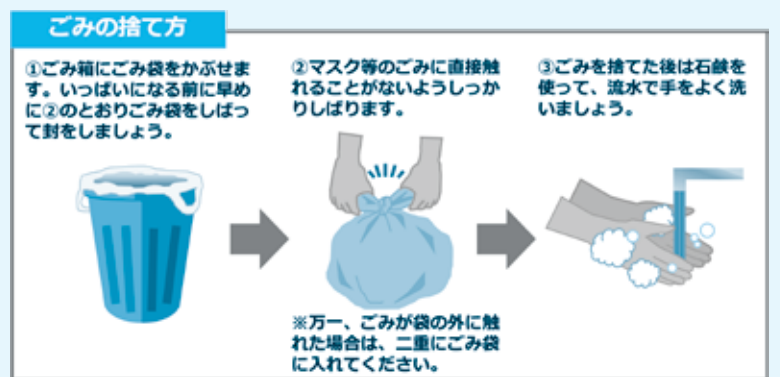 ごみの捨て方
①ごみ箱にごみ袋をかぶせま
す。いっぱいになる前に早め
に②のとおりごみ袋をしばっ
て封をしましょう。
②マスク等のごみに直接触
れることがないようしっか
りしばります。
※万一、ごみが袋の外に触
れた場合は、二重にごみ袋
に入れてください。
③ごみを捨てた後は石鹸を
使って、流水で手をよく洗
いましょう。